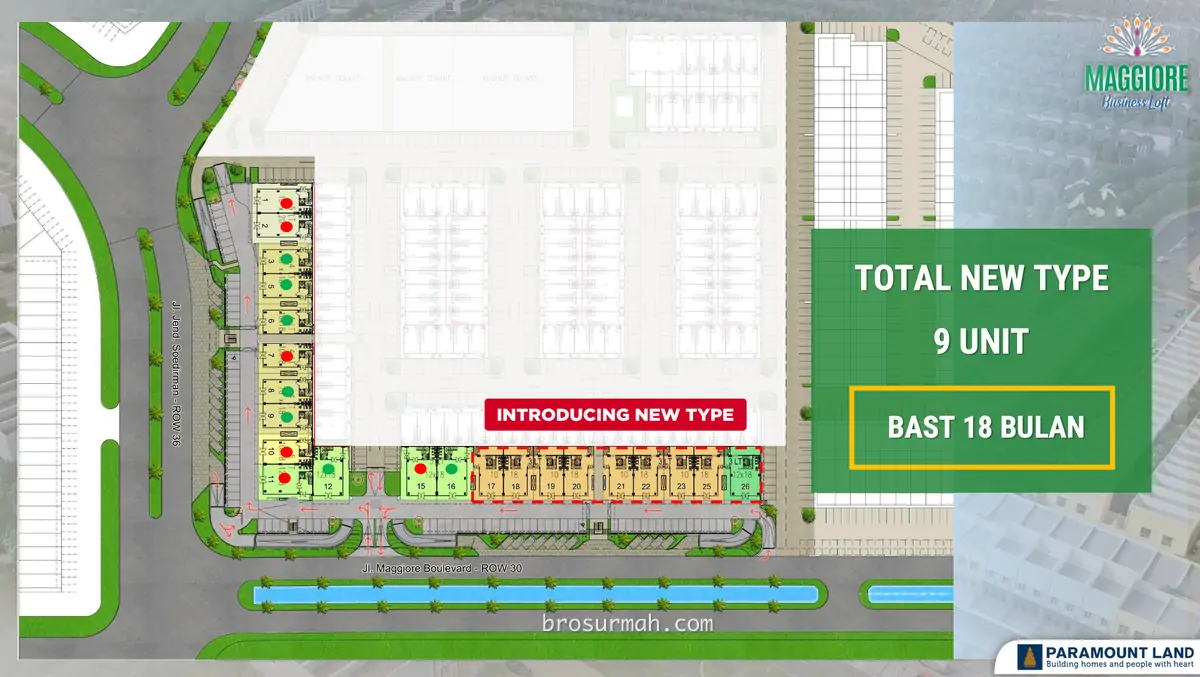 MAGGIORE
Business Loft
TOTAL NEW TYPE
9 UNIT
BAST 18 BULAN
INTRODUCING NEW TYPE
1
2
3
5
6
7
8
9
10
11
12
15
16
17
18
19
20
21
22
23
25
26
12x18
Jl. Jend. Soedirman - ROW 36
Jl. Maggiore Boulevard - ROW 30
brosurmah.com
PARAMOUNT LAND
Building homes and people with heart